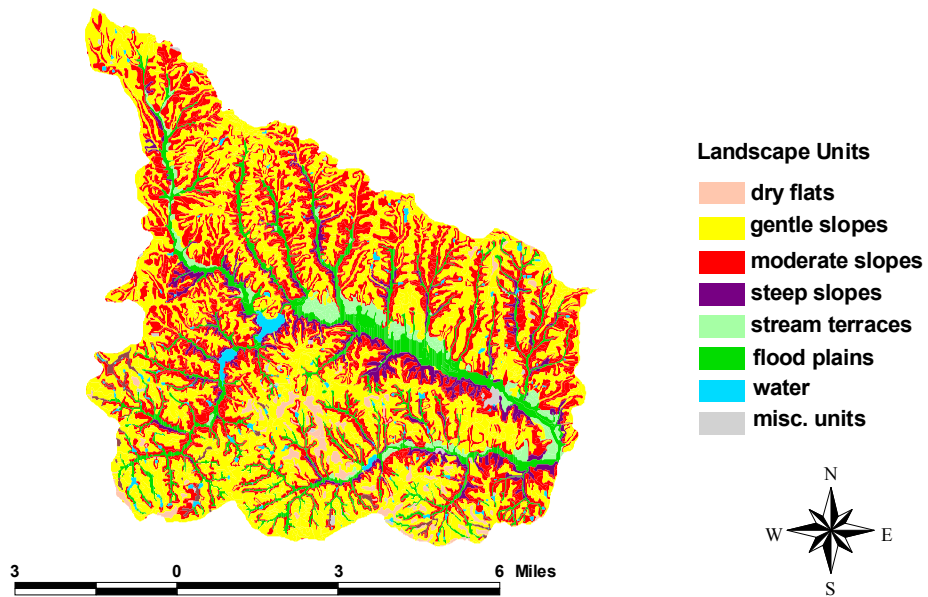 Landscape Units
dry flats
gentle slopes
moderate slopes
steep slopes
stream terraces
flood plains
water
misc. units
N
W E
S
3 0 3 6 Miles